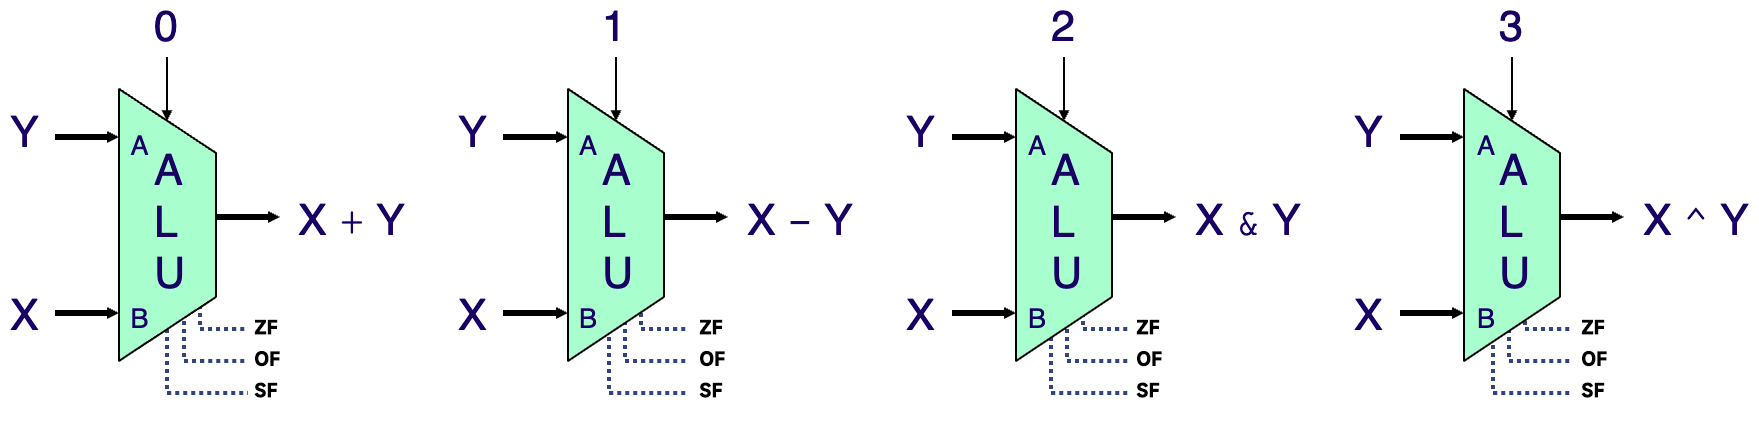 0
Y
A
A
L
U
X + Y
X
B
ZF
OF
SF
1
Y
A
A
L
U
X − Y
X
B
ZF
OF
SF
2
Y
A
A
L
U
X & Y
X
B
ZF
OF
SF
3
Y
A
A
L
U
X ^ Y
X
B
ZF
OF
SF